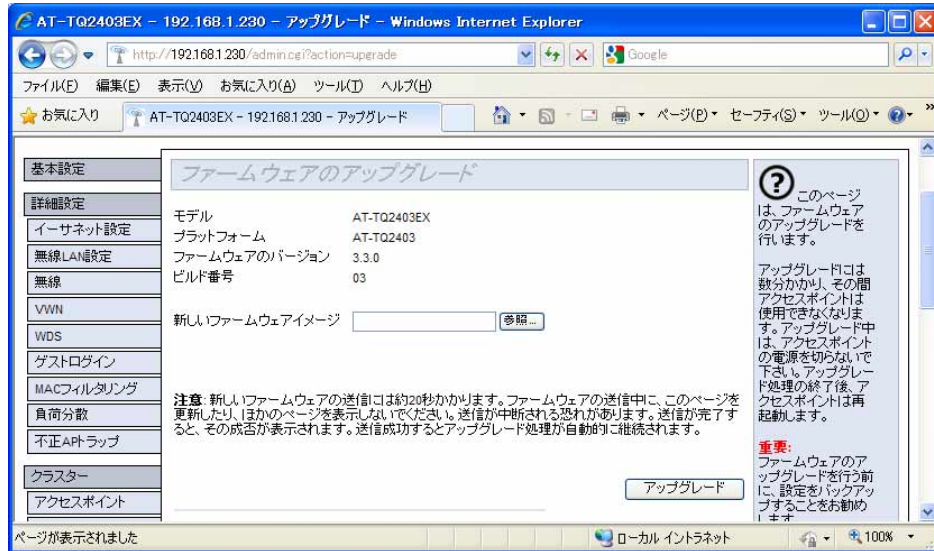 AT-TQ2403EX - 192.168.1.230 - アップグレード - Windows Internet Explorer
http://192.168.1.230/admin.cgi?action=upgrade
Google
ファイル(F) 編集(E) 表示(V) お気に入り(A) ツール(T) ヘルプ(H)
お気に入り
AT-TQ2403EX - 192.168.1.230 - アップグレード
ページ(P) セーフティ(S) ツール(O)
基本設定
詳細設定
イーサネット設定
無線LAN設定
無線
VWN
WDS
ゲストログイン
MACフィルタリング
負荷分散
不正APトラップ
クラスター
アクセスポイント
ファームウェアのアップグレード
モデル AT-TQ2403EX
プラットフォーム AT-TQ2403
ファームウェアのバージョン 3.3.0
ビルド番号 03
新しいファームウェアイメージ 参照...
注意: 新しいファームウェアの送信には約20秒かかります。ファームウェアの送信中に、このページを
更新したり、ほかのページを表示しないでください。送信が中断される恐れがあります。送信が完了す
ると、その成否が表示されます。送信成功するとアップグレード処理が自動的に継続されます。
アップグレード
このページ
は、ファームウェア
のアップグレードを
行います。
アップグレードには
数分かかり、その間
アクセスポイントは
使用できなくなりま
す。アップグレード中
は、アクセスポイント
の電源を切らないで
下さい。アップグレー
ド処理の終了後、ア
クセスポイントは再
起動します。
重要:
ファームウェアのア
ップグレードを行う前
に、設定をバックアッ
プすることをお勧め
します
ページが表示されました
ローカル イントラネット
100%